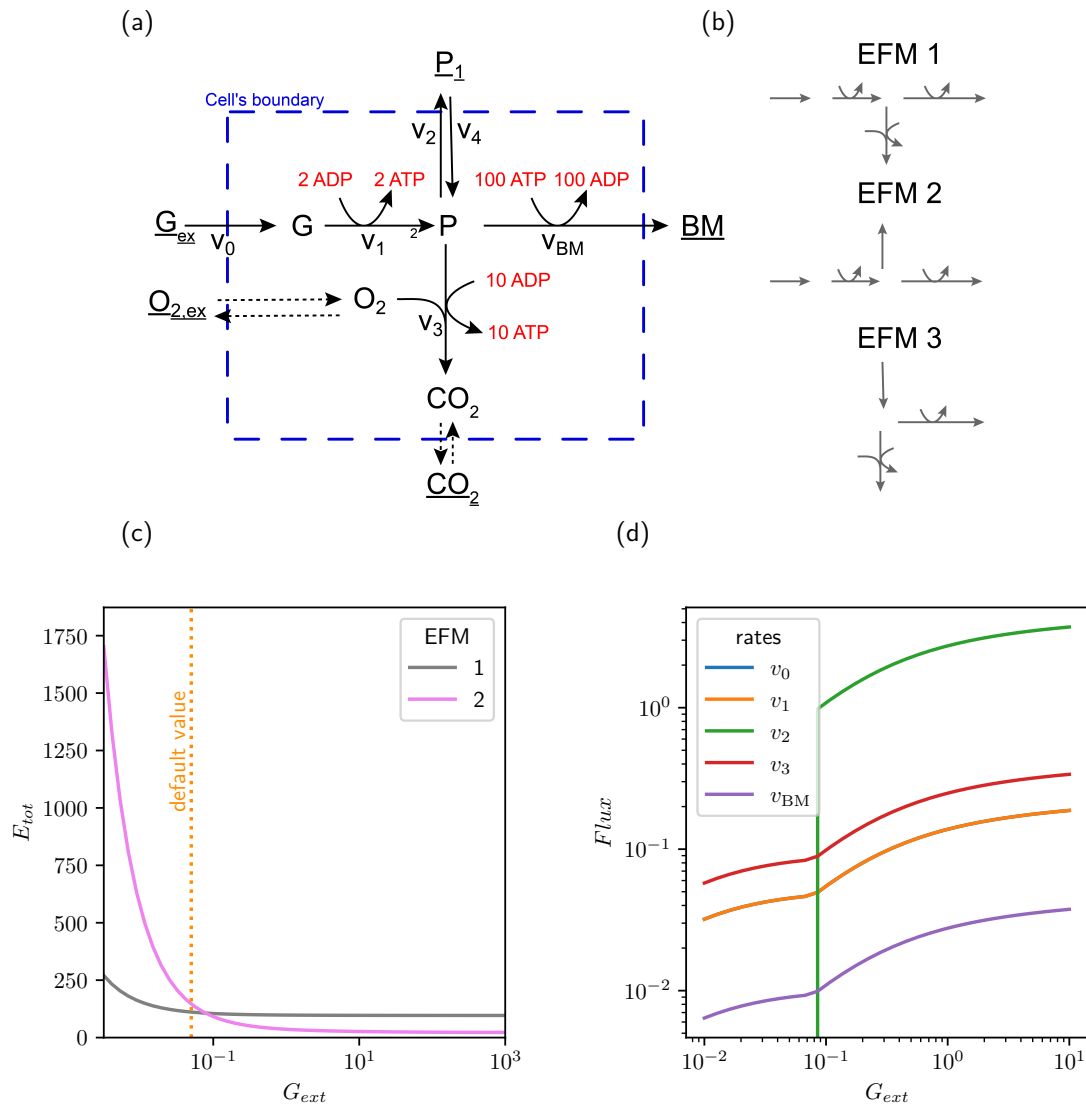 (a)
(b)
P1
Cell's boundary
v2 v4
2 ADP 2 ATP 100 ATP 100 ADP
Gex G 2 P BM
v0 v1 vBM
O2,ex O2
10 ADP
v3
10 ATP
CO2
CO2
EFM 1
EFM 2
EFM 3
(c)
(d)
1750
1500
1250
1000
750
500
250
0
Etot
default value
EFM
1
2
10⁻¹ 10¹ 10³
Gext
10⁰
10⁻¹
10⁻²
Flux
rates
v0
v1
v2
v3
vBM
10⁻² 10⁻¹ 10⁰ 10¹
Gext